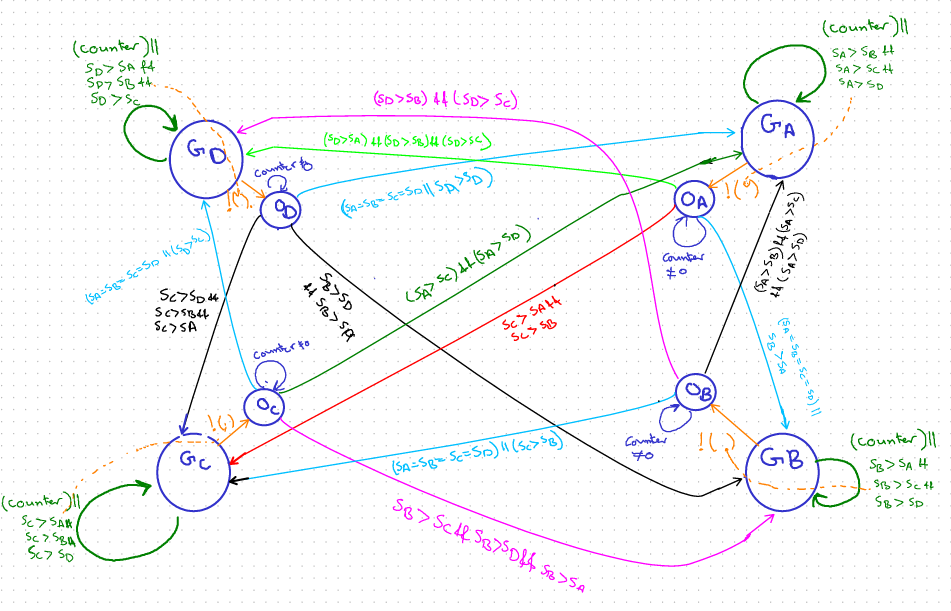 (counter)||
SD > SA &&
SD > SB &&
SD > SC
(counter)||
SA > SB &&
SA > SC &&
SA > SD
(SD > SB) && (SD > SC)
GA
GD
(SD>SA) && (SD>SB) && (SD>SC)
counter≠0
(SA=SB=SC=SD || SA > SD)
OD
OA
counter
≠0
(SA=SB=SC=SD || (SD > SC)
(SA > SC) && (SA > SD)
(SA > SB) && (SA > SC)
&& (SA > SD)
SC > SD &&
SC > SB &&
SC > SA
SB > SD
&& SB > SA
SC > SA &&
SC > SB
(SA=SB=SC=SD) ||
SB > SA
counter≠0
OC
OB
counter
≠0
GC
GB
(SA=SB=SC=SD) || (SC > SB)
(counter)||
SB > SA &&
SB > SC &&
SB > SD
(counter)||
SC > SA&&
SC > SB&&
SC > SD
SB > SC && SB > SD && SB > SA